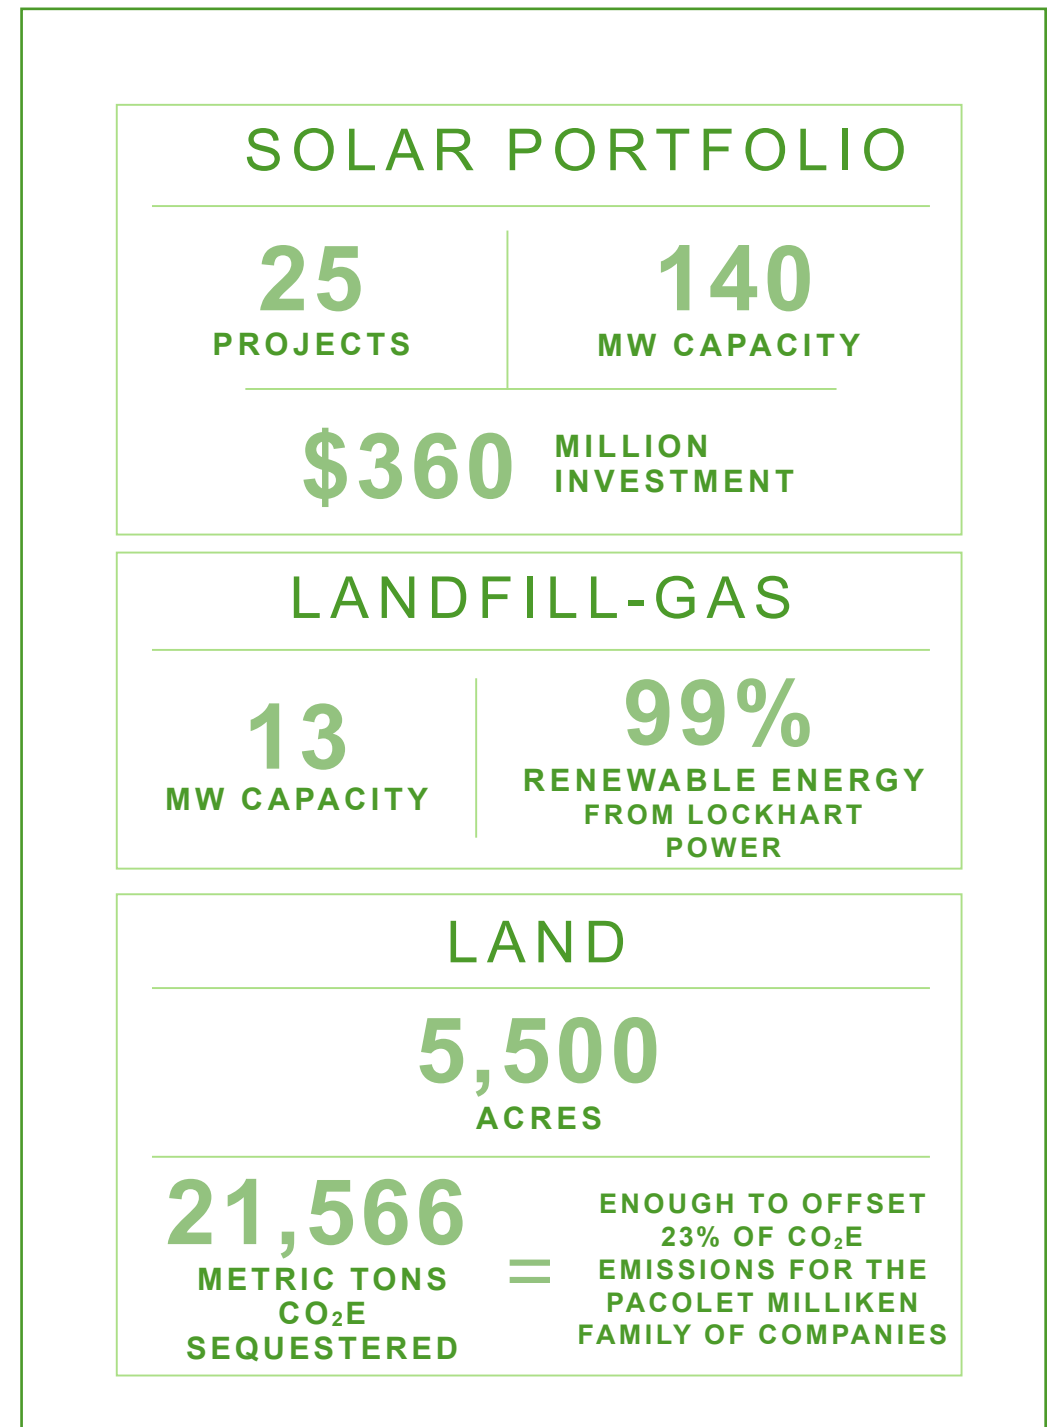 SOLAR PORTFOLIO
25
PROJECTS
140
MW CAPACITY
$360
MILLION
INVESTMENT
LANDFILL-GAS
13
MW CAPACITY
99%
RENEWABLE ENERGY
FROM LOCKHART
POWER
LAND
5,500
ACRES
21,566
METRIC TONS
CO₂E
SEQUESTERED
=
ENOUGH TO OFFSET
23% OF CO₂E
EMISSIONS FOR THE
PACOLET MILLIKEN
FAMILY OF COMPANIES